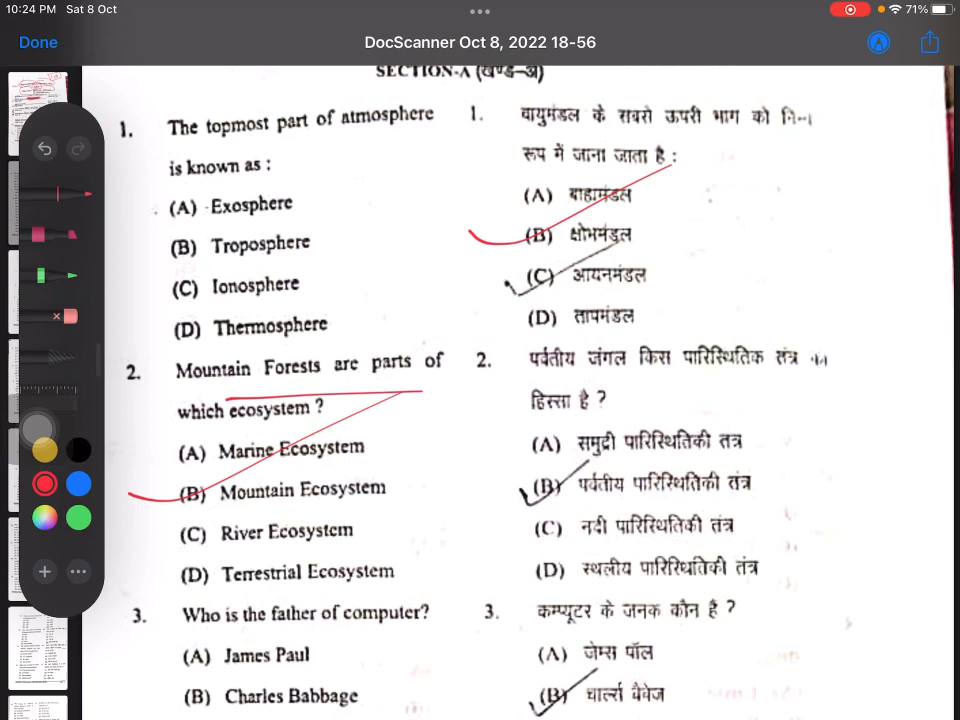 10:24 PM Sat 8 Oct
71%
Done
DocScanner Oct 8, 2022 18-56
SECTION-A (खण्ड-अ)
1. The topmost part of atmosphere
is known as :
(A) Exosphere
(B) Troposphere
(C) Ionosphere
(D) Thermosphere
2. Mountain Forests are parts of
which ecosystem ?
(A) Marine Ecosystem
(B) Mountain Ecosystem
(C) River Ecosystem
(D) Terrestrial Ecosystem
3. Who is the father of computer?
(A) James Paul
(B) Charles Babbage
1. वायुमंडल के सबसे ऊपरी भाग को
रूप में जाना जाता है :
(A) बाह्यमंडल
(B) क्षोभमंडल
(C) आयनमंडल
(D) तापमंडल
2. पर्वतीय जंगल किस पारिस्थितिक तंत्र का
हिस्सा है ?
(A) समुद्री पारिस्थितिकी तंत्र
(B) पर्वतीय पारिस्थितिकी तंत्र
(C) नदी पारिस्थितिकी तंत्र
(D) स्थलीय पारिस्थितिकी तंत्र
3. कम्प्यूटर के जनक कौन हैं ?
(A) जेम्स पॉल
(B) चार्ल्स बैबेज